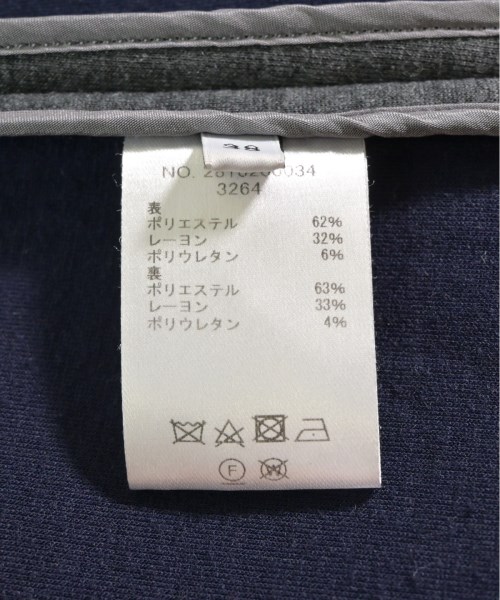 38
3264
表
ポリエステル 62%
レーヨン 32%
ポリウレタン 6%
裏
ポリエステル 63%
レーヨン 33%
ポリウレタン 4%
F W